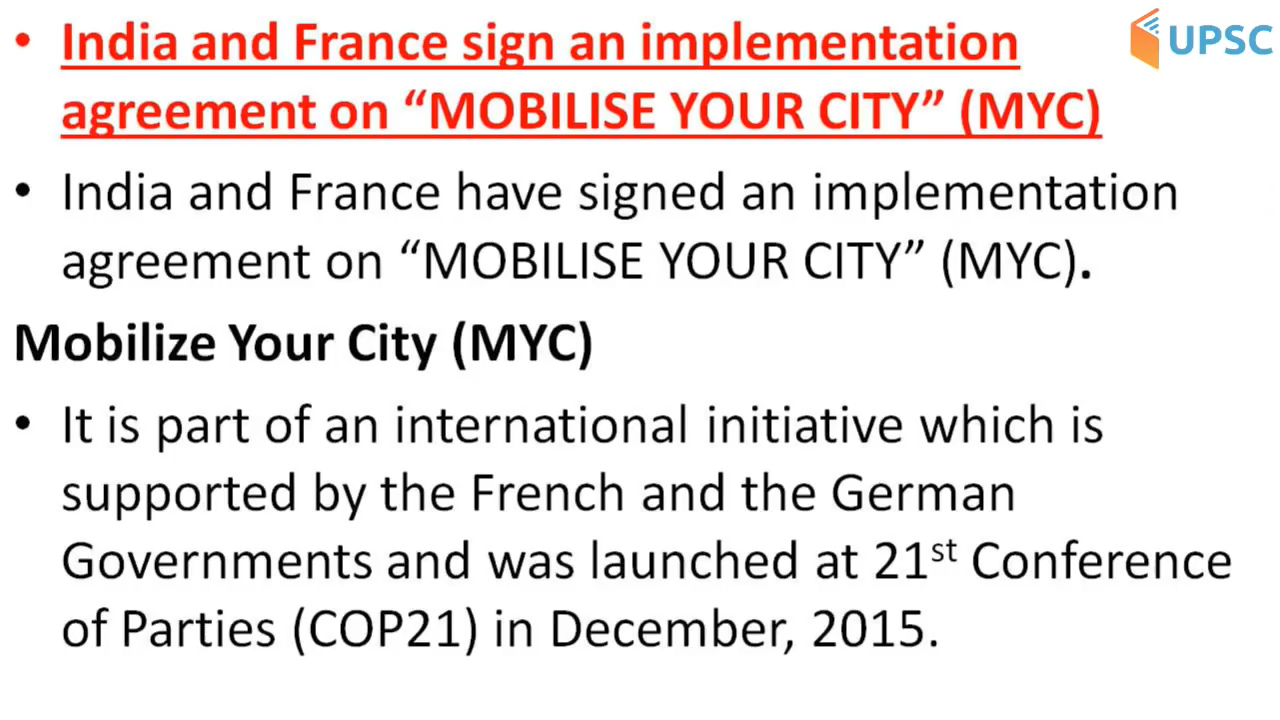 • India and France sign an implementation
agreement on “MOBILISE YOUR CITY” (MYC)
UPSC
• India and France have signed an implementation
agreement on “MOBILISE YOUR CITY” (MYC).
Mobilize Your City (MYC)
• It is part of an international initiative which is
supported by the French and the German
Governments and was launched at 21st Conference
of Parties (COP21) in December, 2015.